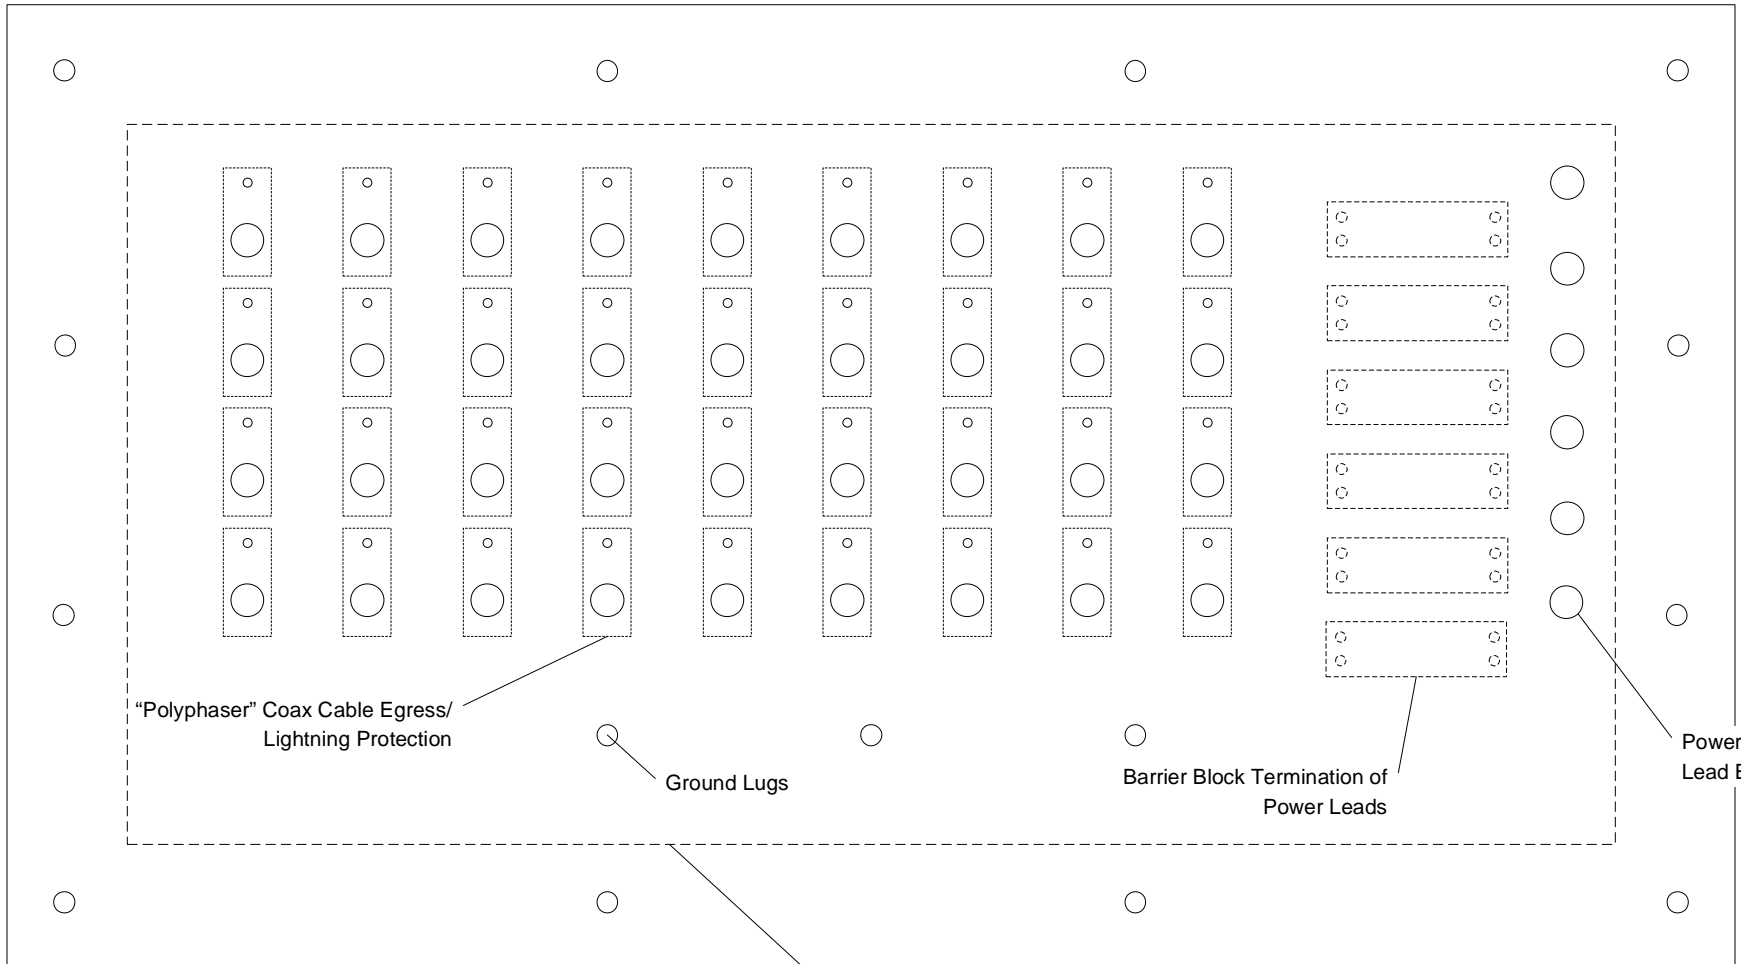 “Polyphaser” Coax Cable Egress/
Lightning Protection
Ground Lugs
Barrier Block Termination of
Power Leads
Power
Lead